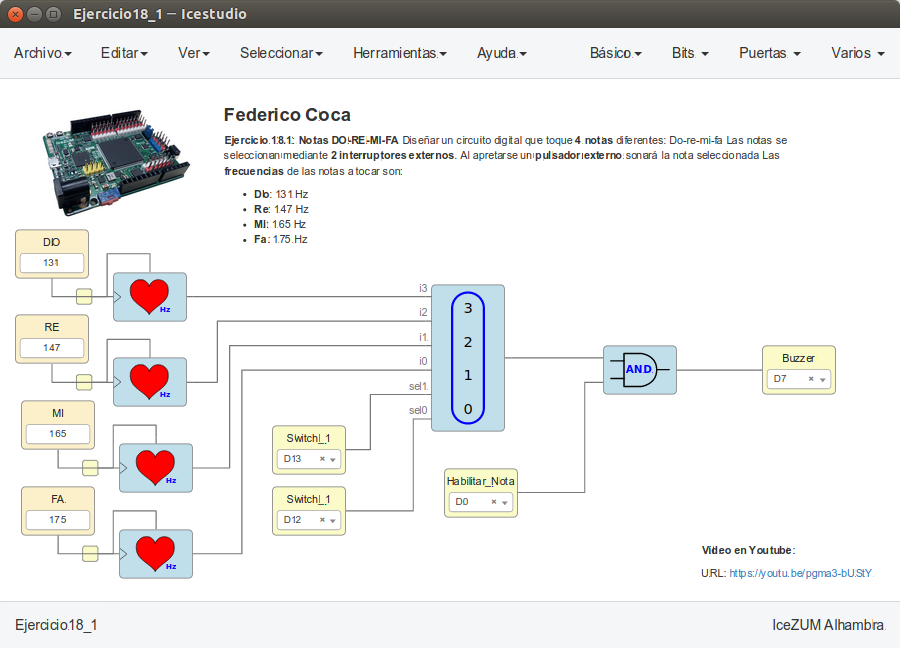 Ejercicio18_1 — Icestudio
Archivo Editar Ver Seleccionar Herramientas Ayuda Básico Bits Puertas Varios
Federico Coca
Ejercicio 18.1: Notas DO-RE-MI-FA Diseñar un circuito digital que toque 4 notas diferentes: Do-re-mi-fa Las notas se
seleccionan mediante 2 interruptores externos. Al apretarse un pulsador externo sonará la nota seleccionada Las
frecuencias de las notas a tocar son:
• Do: 131 Hz
• Re: 147 Hz
• MI: 165 Hz
• Fa: 175 Hz
DO
131
Hz
RE
147
Hz
MI
165
Hz
FA
175
Hz
i3
i2
i1
i0
sel1
sel0
3
2
1
0
Switch_1
D13
Switch_1
D12
Habilitar_Nota
D0
AND
Buzzer
D7
Vídeo en Youtube:
URL: https://youtu.be/pgma3-bUStY
Ejercicio18_1
IceZUM Alhambra